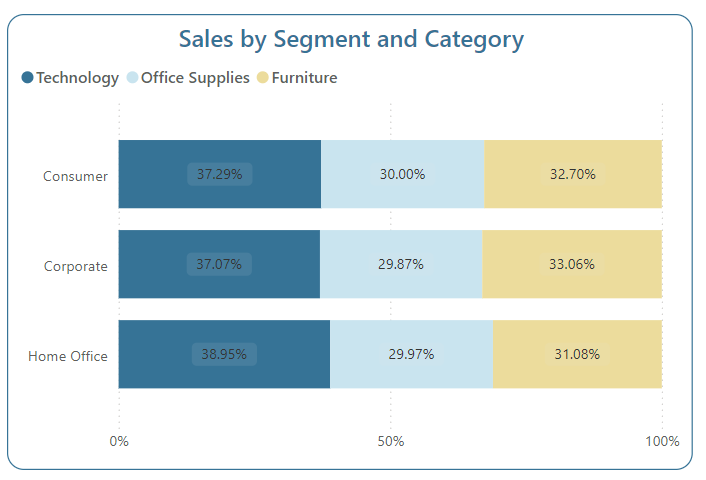 Sales by Segment and Category
Technology Office Supplies Furniture
Consumer 37.29% 30.00% 32.70%
Corporate 37.07% 29.87% 33.06%
Home Office 38.95% 29.97% 31.08%
0% 50% 100%